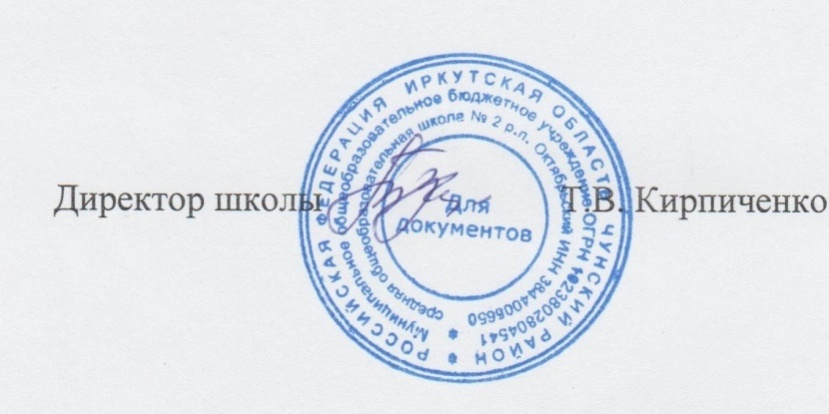 Директор школы Т.В. Кирпиченко
РОССИЙСКАЯ ФЕДЕРАЦИЯ ИРКУТСКАЯ ОБЛАСТЬ ЧУНСКИЙ РАЙОН
Муниципальное общеобразовательное бюджетное учреждение ОГРН 1023802804541
средняя общеобразовательная школа № 2 р.п. Октябрьский ИНН 3844006650
для
документов